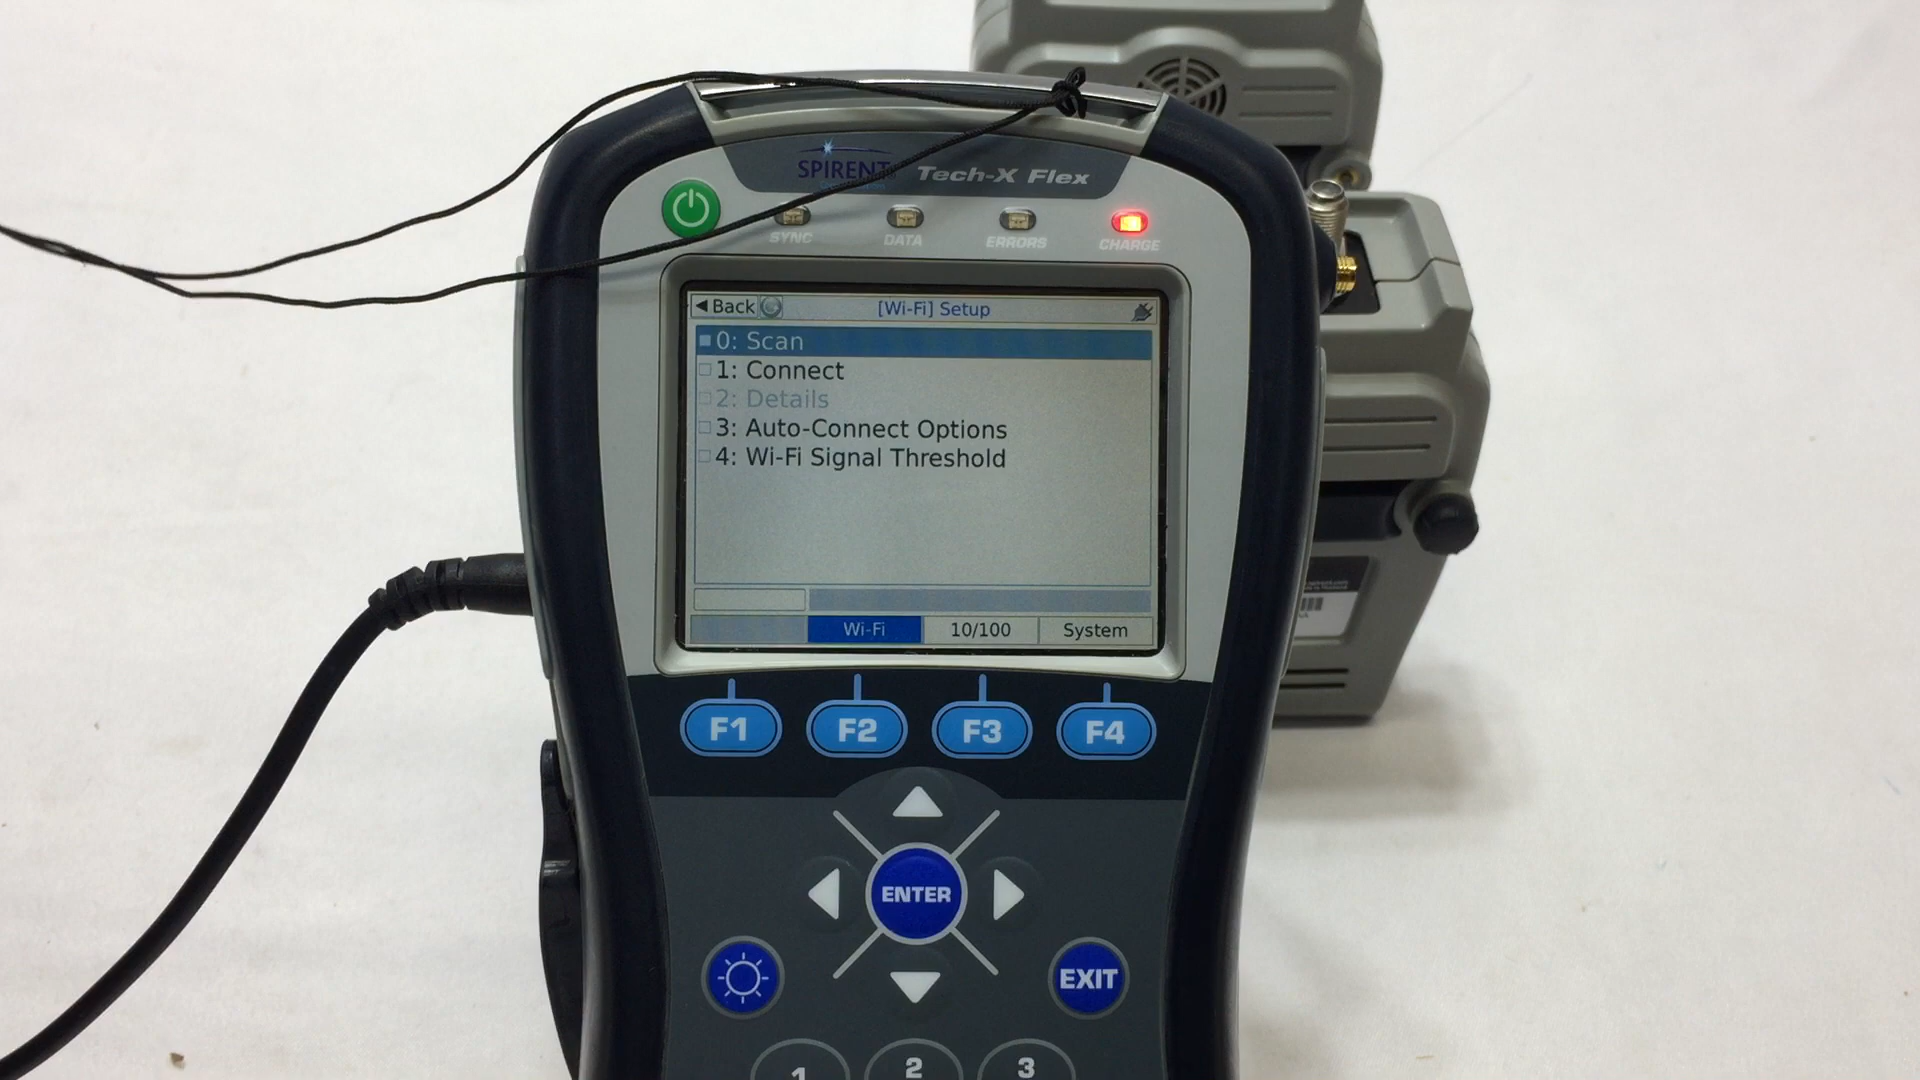 SPIRENT
Tech-X Flex
SYNC DATA ERRORS CHARGE
Back [Wi-Fi] Setup
0: Scan
1: Connect
2: Details
3: Auto-Connect Options
4: Wi-Fi Signal Threshold
Wi-Fi 10/100 System
F1 F2 F3 F4
ENTER
EXIT
1 2 3